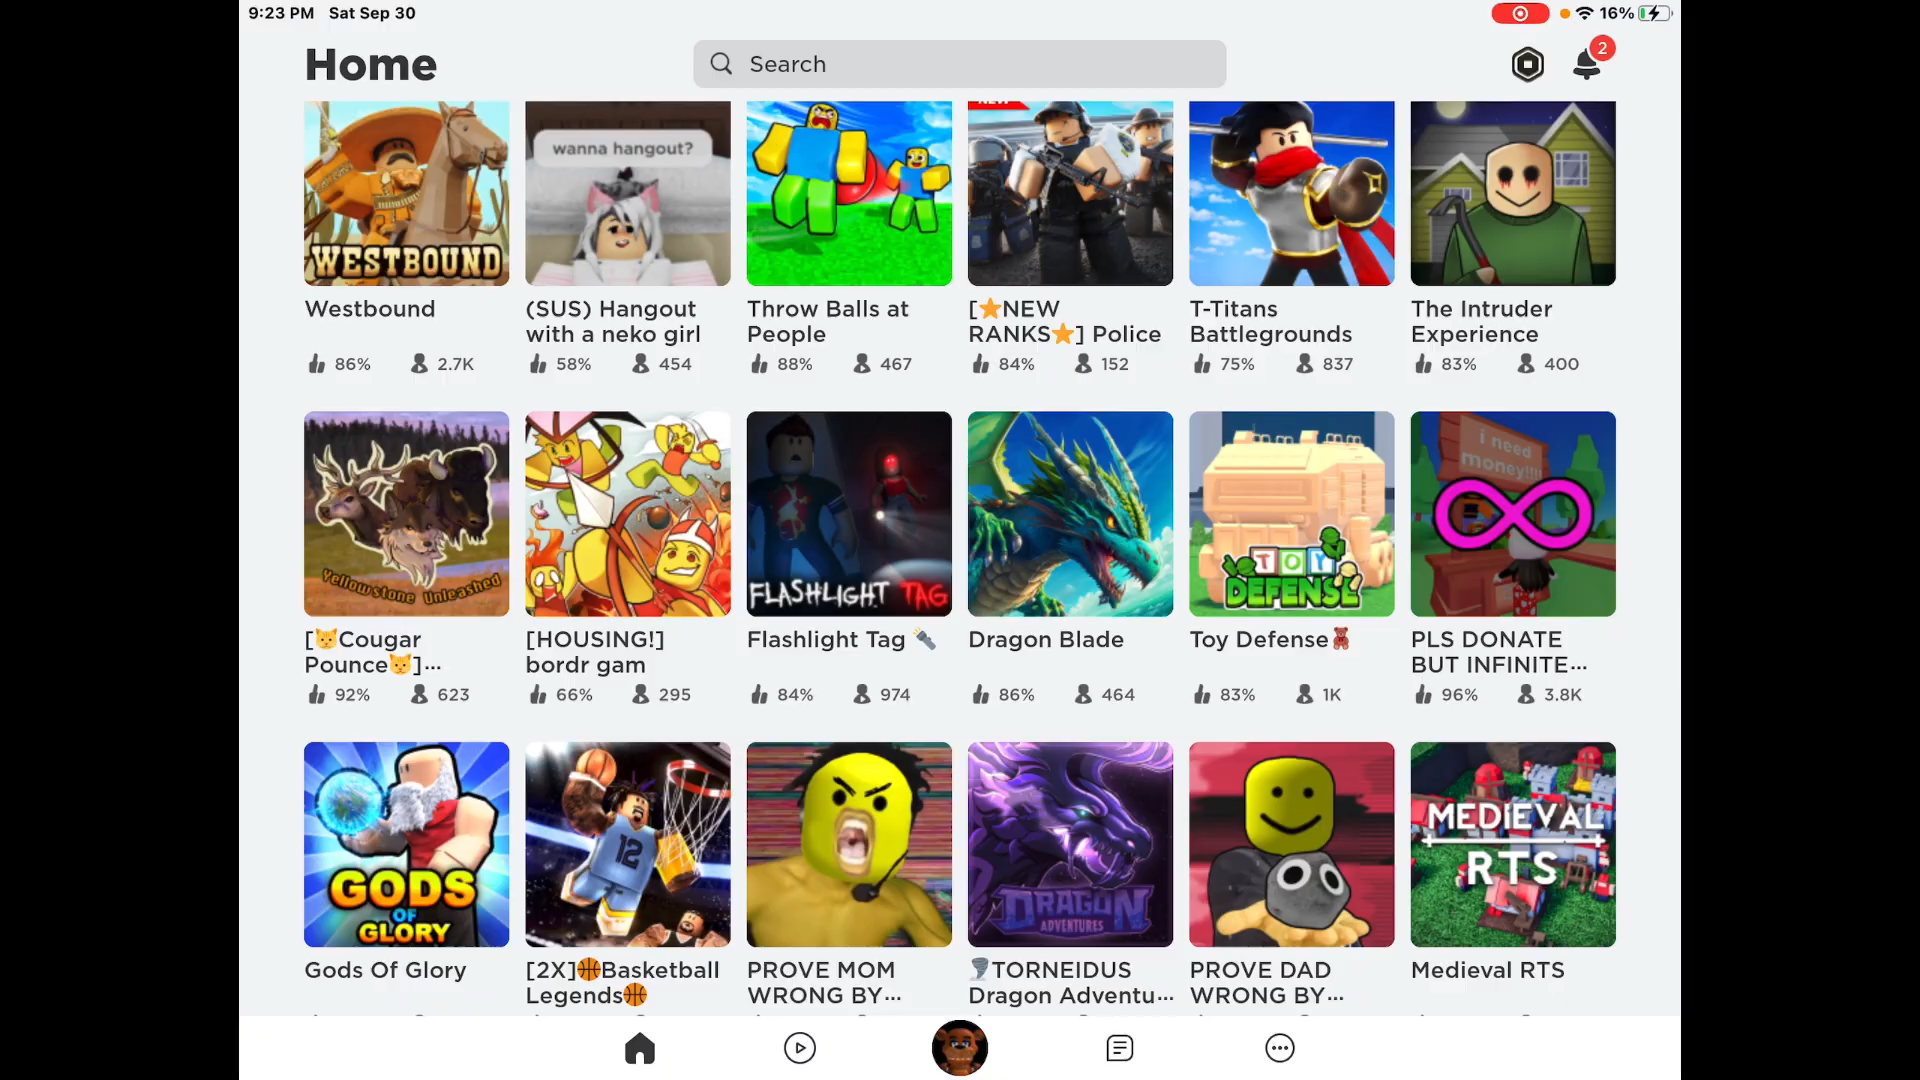 9:23 PM Sat Sep 30
16%
Home
Search
2
WESTBOUND
wanna hangout?
Westbound
(SUS) Hangout
with a neko girl
Throw Balls at
People
[⭐NEW
RANKS⭐] Police
T-Titans
Battlegrounds
The Intruder
Experience
86% 2.7K
58% 454
88% 467
84% 152
75% 837
83% 400
Yellowstone Unleashed
FLASHLIGHT TAG
TOY
DEFENSE
i need
money!!!!
[🐱Cougar
Pounce🐱]...
[HOUSING!]
bordr gam
Flashlight Tag 🔦
Dragon Blade
Toy Defense🧸
PLS DONATE
BUT INFINITE...
92% 623
66% 295
84% 974
86% 464
83% 1K
96% 3.8K
GODS
OF
GLORY
12
DRAGON
ADVENTURES
MEDIEVAL
RTS
Gods Of Glory
[2X]🏀Basketball
Legends🏀
PROVE MOM
WRONG BY...
🌪️TORNEIDUS
Dragon Adventu...
PROVE DAD
WRONG BY...
Medieval RTS